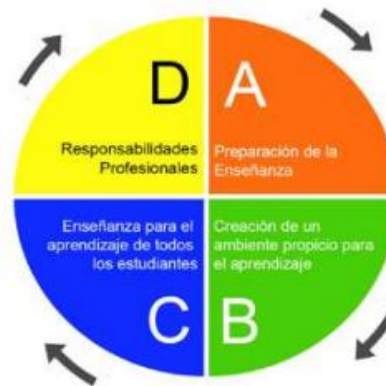 D
Responsabilidades
Profesionales
A
Preparación de la
Enseñanza
Enseñanza para el
aprendizaje de todos
los estudiantes
C
Creación de un
ambiente propicio para
el aprendizaje
B